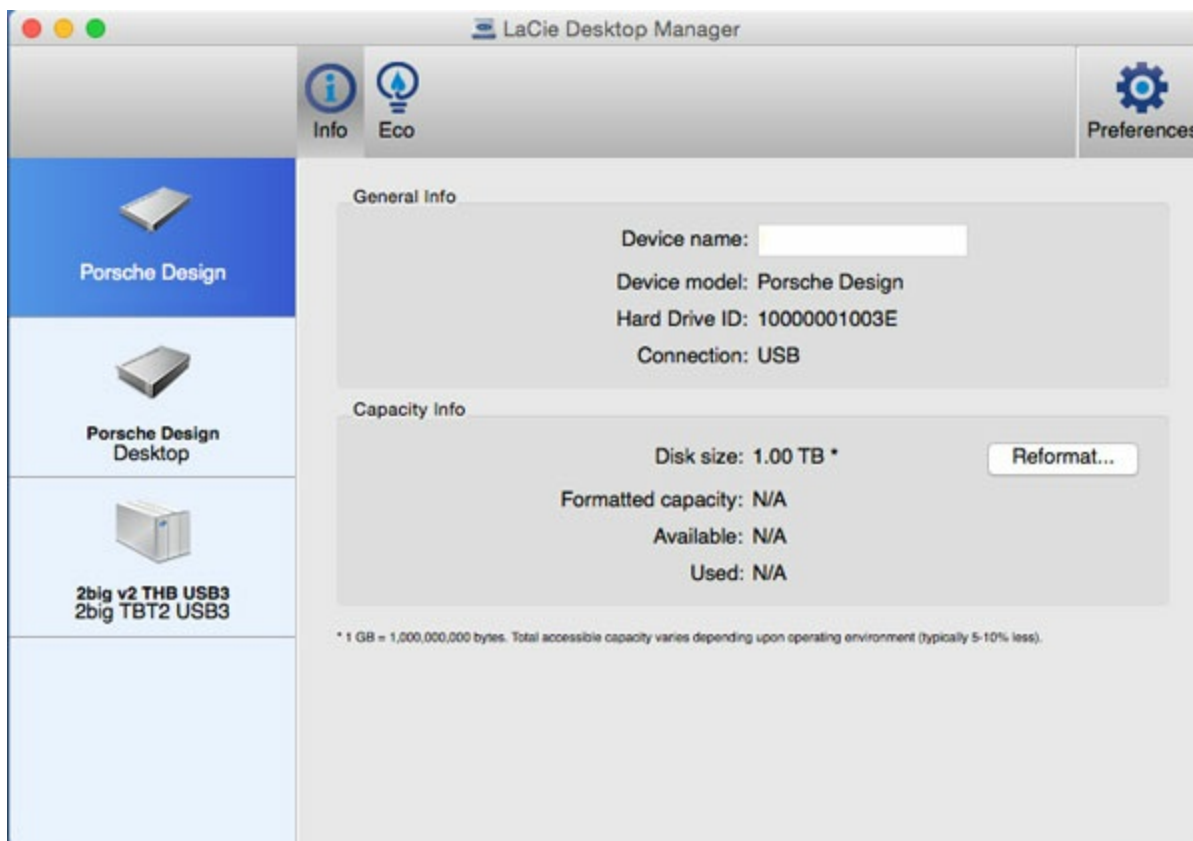 LaCie Desktop Manager
Info
Eco
Preferences
Porsche Design
Porsche Design
Desktop
2big v2 THB USB3
2big TBT2 USB3
General Info
Device name:
Device model: Porsche Design
Hard Drive ID: 10000001003E
Connection: USB
Capacity Info
Disk size: 1.00 TB *
Reformat...
Formatted capacity: N/A
Available: N/A
Used: N/A
* 1 GB = 1,000,000,000 bytes. Total accessible capacity varies depending upon operating environment (typically 5-10% less).